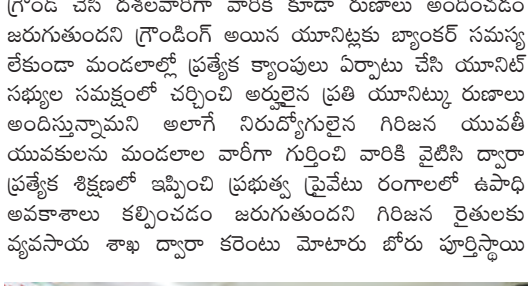 గ్రౌండ్ చేసి దశలవారీగా వారికి కూడా రుణాలు అందించడం
జరుగుతుందని గ్రౌండింగ్ అయిన యూనిట్లకు బ్యాంకర్ సమస్య
లేకుండా మండలాల్లో ప్రత్యేక క్యాంపులు ఏర్పాటు చేసి యూనిట్
సభ్యుల సమక్షంలో చర్చించి అర్హులైన ప్రతి యూనిట్కు రుణాలు
అందిస్తున్నామని అలాగే నిరుద్యోగులైన గిరిజన యువతీ
యువకులను మండలాల వారీగా గుర్తించి వారికి వైటిసి ద్వారా
ప్రత్యేక శిక్షణలో ఇప్పించి ప్రభుత్వ ప్రైవేటు రంగాలలో ఉపాధి
అవకాశాలు కల్పించడం జరుగుతుందని గిరిజన రైతులకు
వ్యవసాయ శాఖ ద్వారా కరెంటు మోటారు బోరు పూర్తిస్థాయి